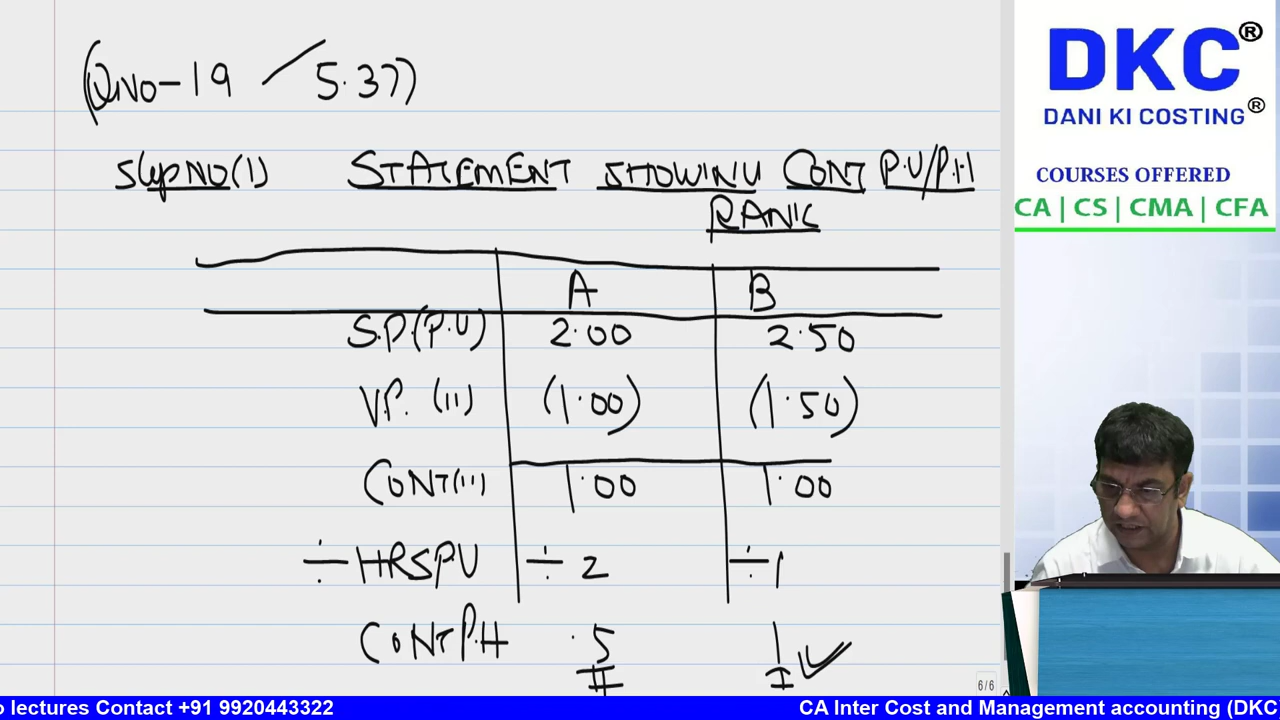 (QNO-19 / 5.37)
Step NO(1) STATEMENT SHOWING CONT P.U/P.H
RANK
A B
S.P.(P.U) 2.00 2.50
V.P. (11) (1.00) (1.50)
CONT(11) 1.00 1.00
÷ HRSPU ÷ 2 ÷ 1
CONT P.H .5 1
II I ✓
6/6
DKC®
DANI KI COSTING®
COURSES OFFERED
CA | CS | CMA | CFA
o lectures Contact +91 9920443322 CA Inter Cost and Management accounting (DKC